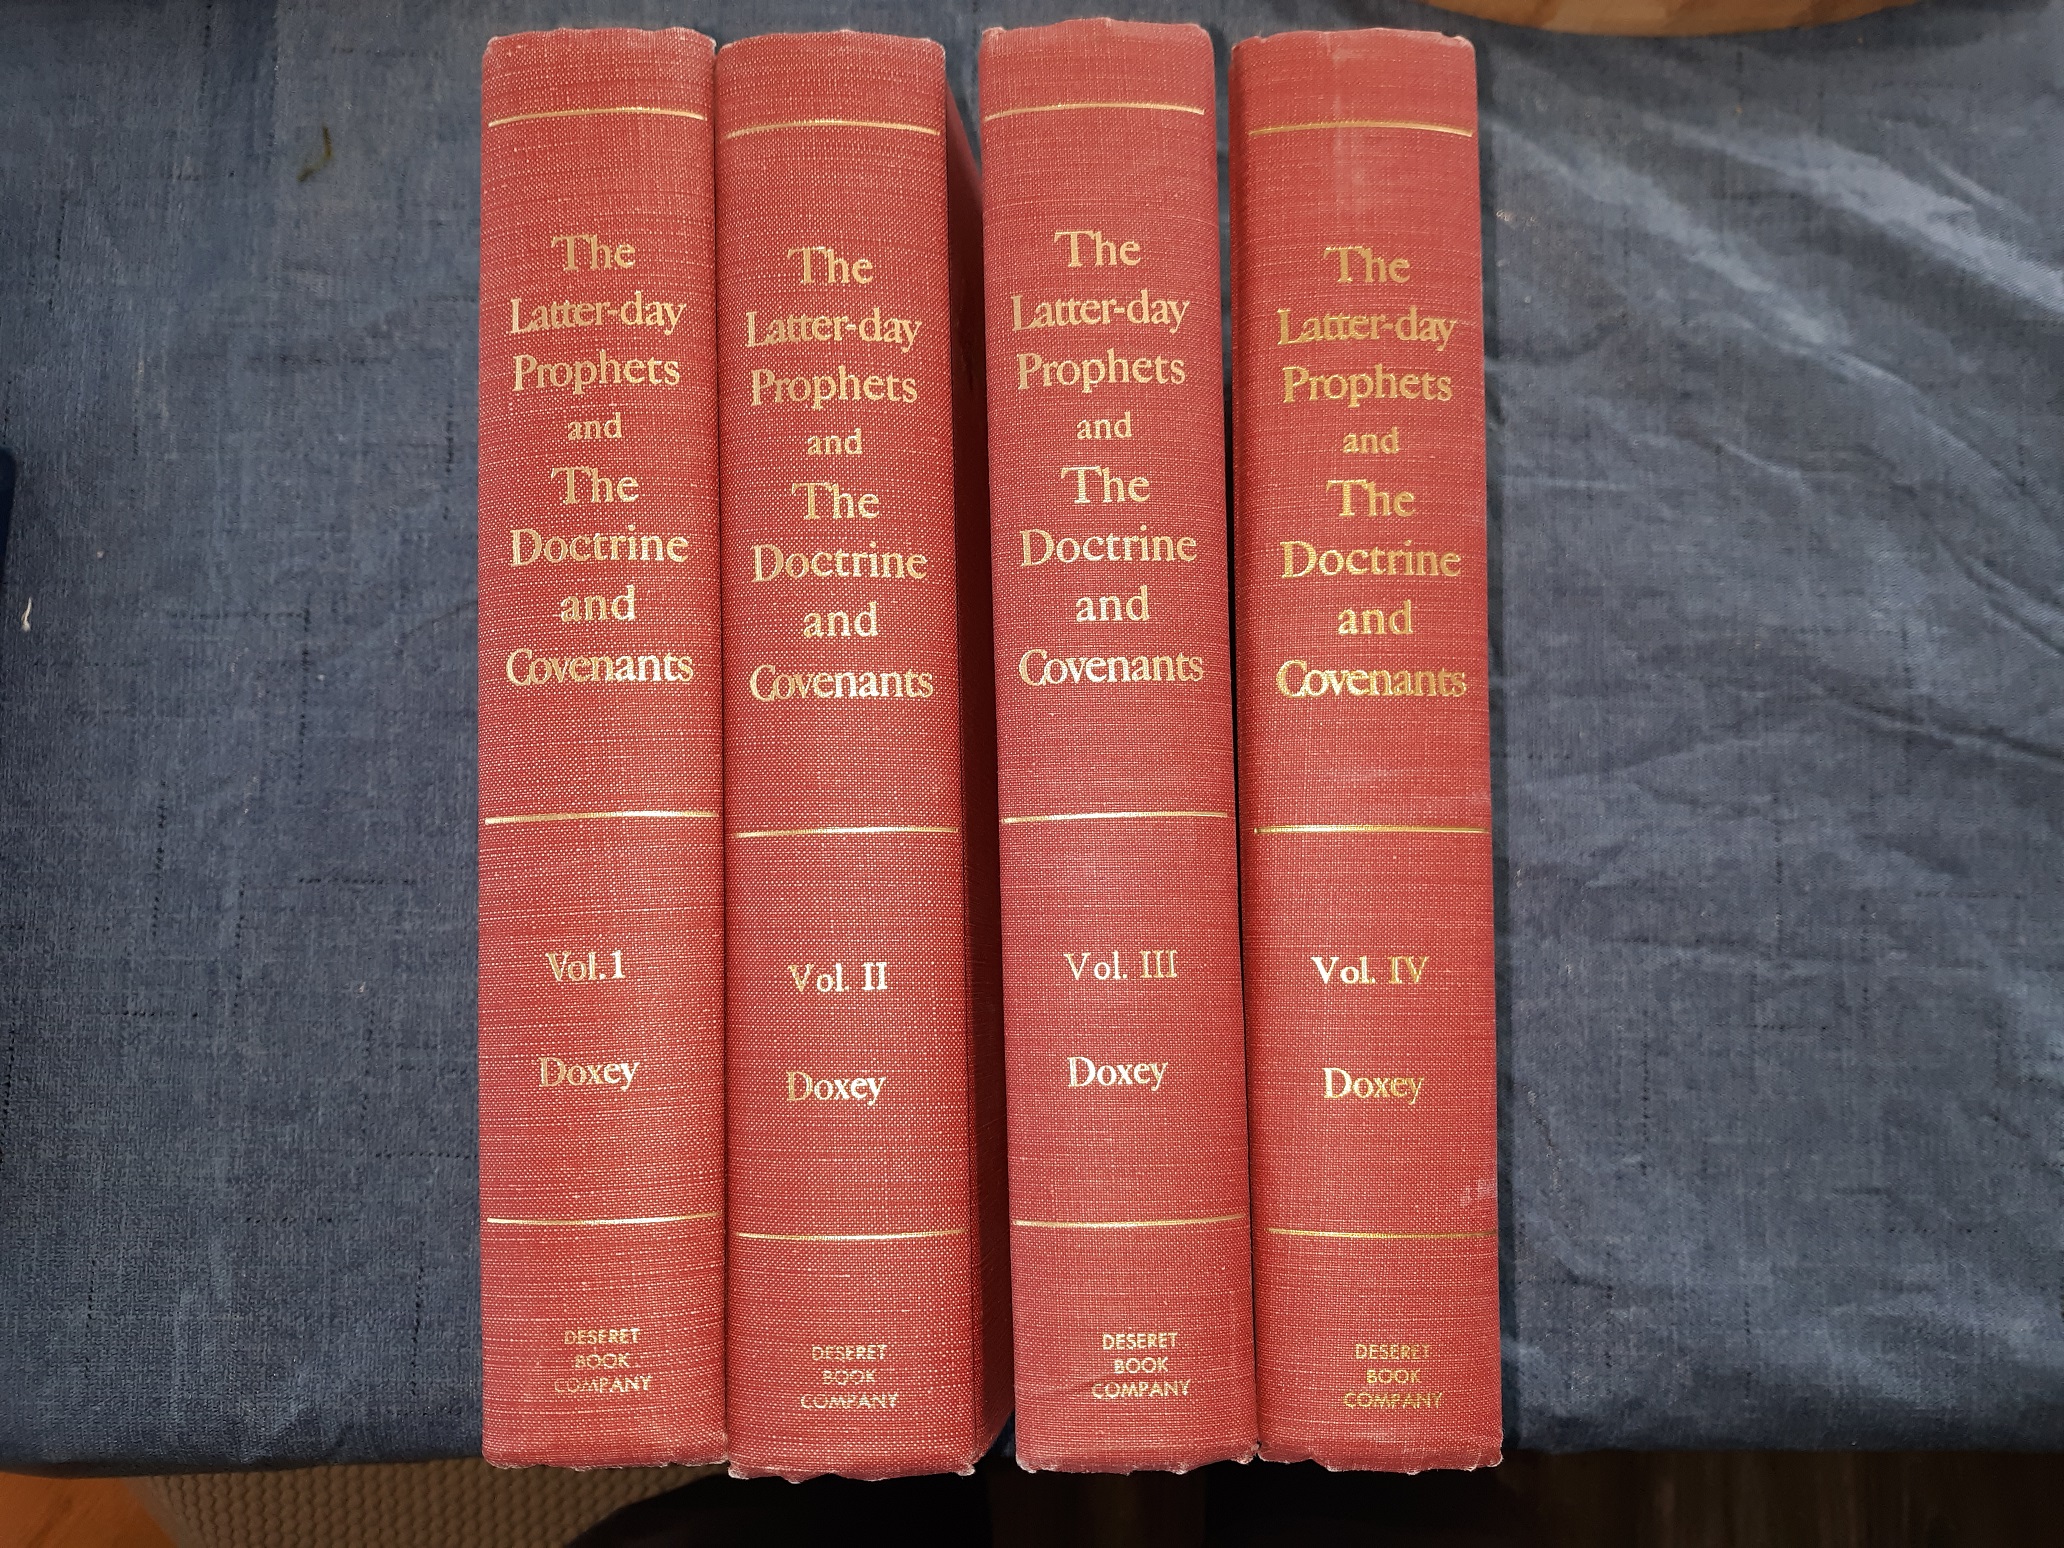 The
Latter-day
Prophets
and
The
Doctrine
and
Covenants
Vol.1
Doxey
DESERET
BOOK
COMPANY
The
Latter-day
Prophets
and
The
Doctrine
and
Covenants
Vol. II
Doxey
DESERET
BOOK
COMPANY
The
Latter-day
Prophets
and
The
Doctrine
and
Covenants
Vol. III
Doxey
DESERET
BOOK
COMPANY
The
Latter-day
Prophets
and
The
Doctrine
and
Covenants
Vol. IV
Doxey
DESERET
BOOK
COMPANY